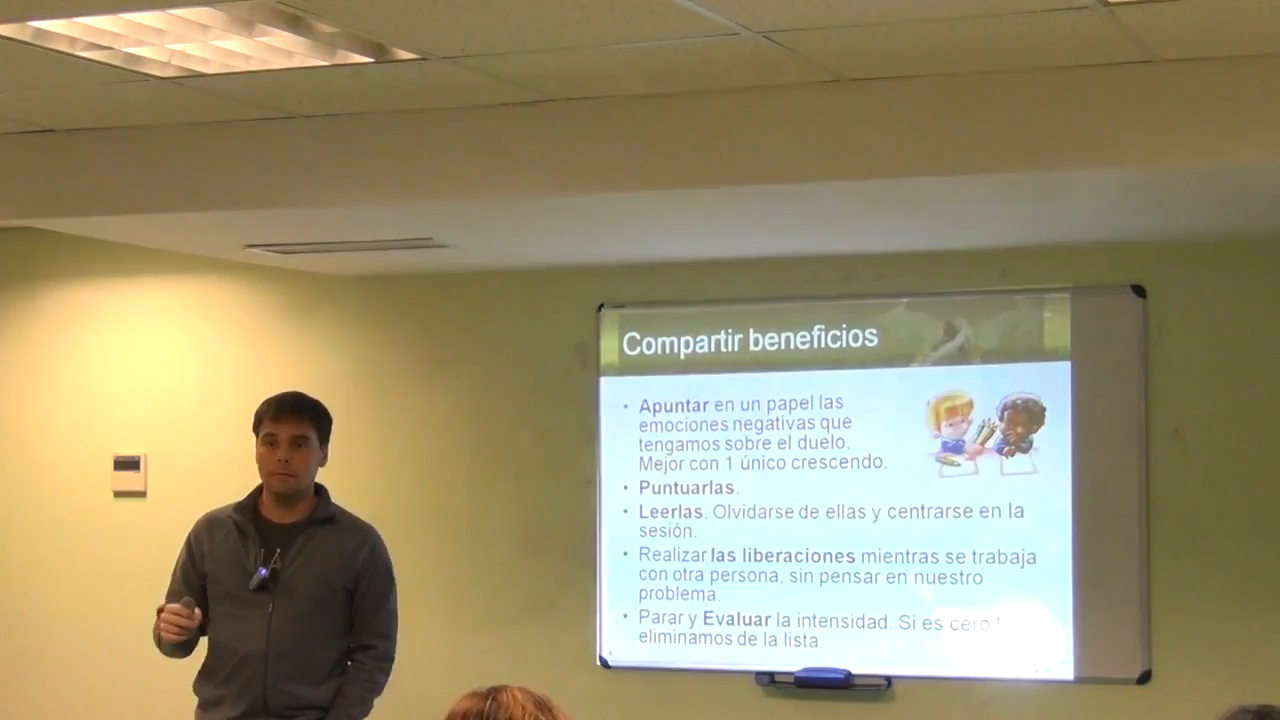 Compartir beneficios
• Apuntar en un papel las
emociones negativas que
tengamos sobre el duelo.
Mejor con 1 único crescendo.
• Puntuarlas.
• Leerlas. Olvidarse de ellas y centrarse en la
sesión.
• Realizar las liberaciones mientras se trabaja
con otra persona, sin pensar en nuestro
problema.
• Parar y Evaluar la intensidad. Si es cero
eliminamos de la lista